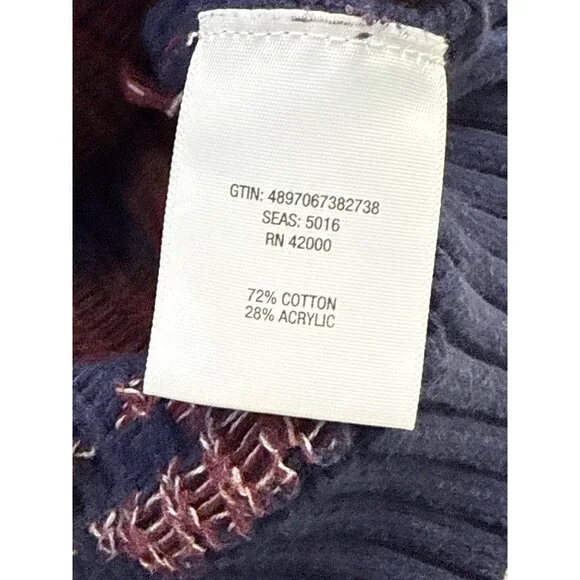 GTIN: 4897067382738
SEAS: 5016
RN 42000
72% COTTON
28% ACRYLIC